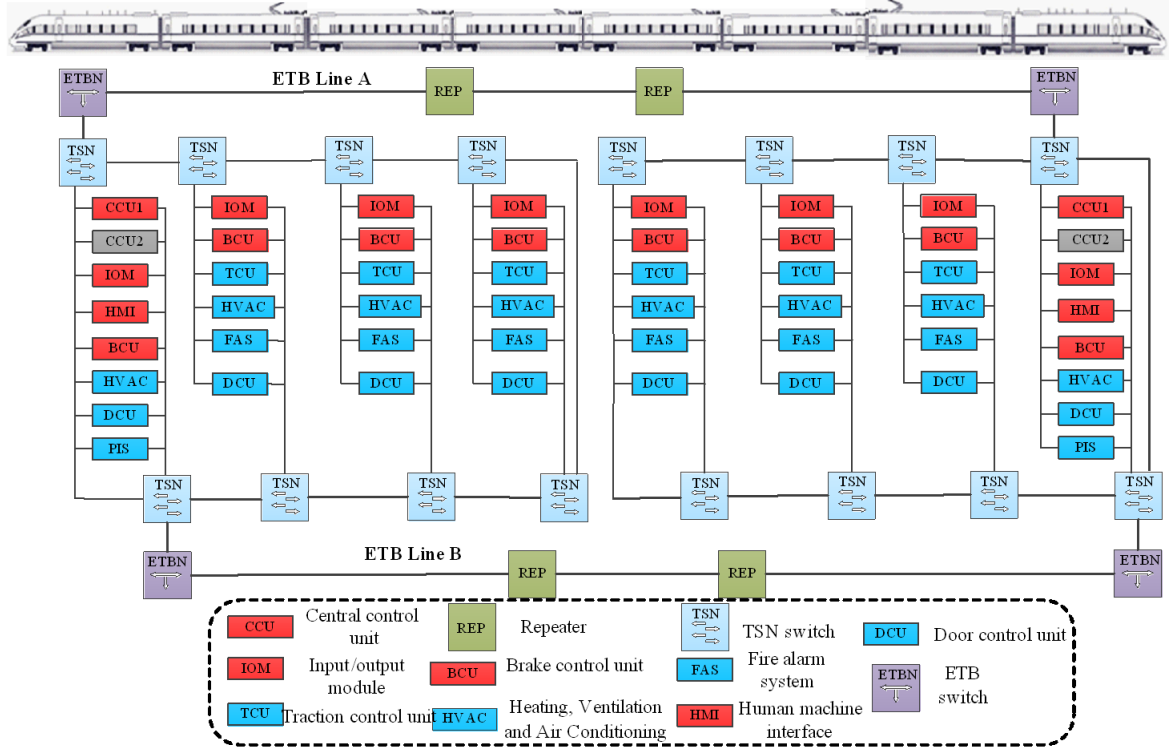 ETBN
ETB Line A
REP
REP
ETBN
TSN
TSN
TSN
TSN
TSN
TSN
TSN
TSN
CCU1
CCU2
IOM
HMI
BCU
HVAC
DCU
PIS
IOM
BCU
TCU
HVAC
FAS
DCU
IOM
BCU
TCU
HVAC
FAS
DCU
IOM
BCU
TCU
HVAC
FAS
DCU
IOM
BCU
TCU
HVAC
FAS
DCU
IOM
BCU
TCU
HVAC
FAS
DCU
IOM
BCU
TCU
HVAC
FAS
DCU
CCU1
CCU2
IOM
HMI
BCU
HVAC
DCU
PIS
TSN
TSN
TSN
TSN
TSN
TSN
TSN
TSN
ETBN
ETB Line B
REP
REP
ETBN
CCU
Central control
unit
REP
Repeater
TSN
TSN switch
DCU
Door control unit
IOM
Input/output
module
BCU
Brake control unit
FAS
Fire alarm
system
ETBN
ETB
switch
TCU
Traction control unit
HVAC
Heating, Ventilation
and Air Conditioning
HMI
Human machine
interface